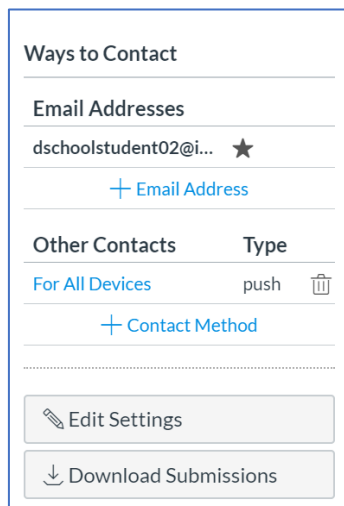 Ways to Contact
Email Addresses
dschoolstudent02@i...
+ Email Address
Other Contacts Type
For All Devices push
+ Contact Method
Edit Settings
Download Submissions